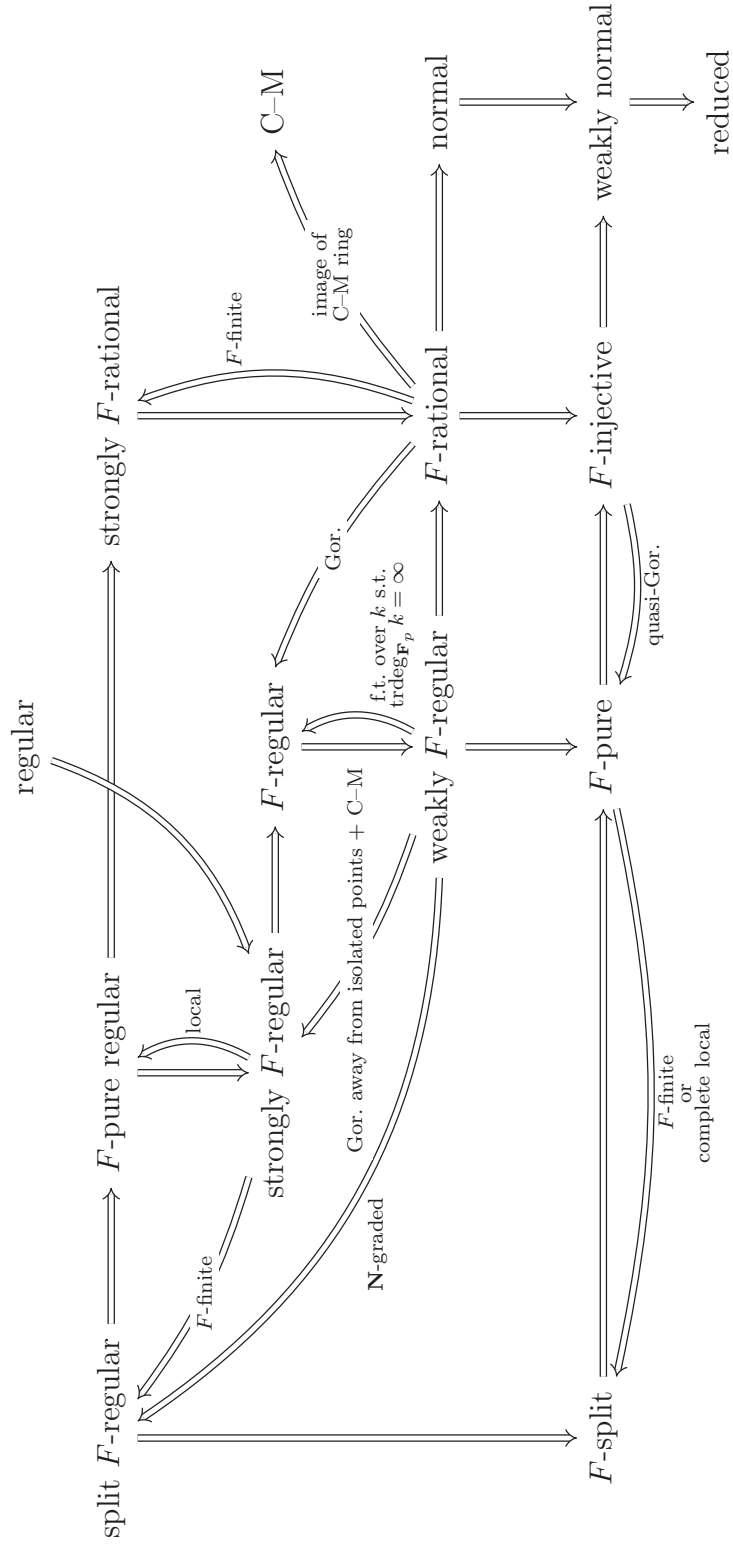 regular
split F-regular
F-pure regular
strongly F-rational
local
F-finite
F-finite
strongly F-regular
F-regular
C–M
image of
C–M ring
Gor.
N-graded
Gor. away from isolated points + C–M
f.t. over k s.t.
trdeg_{F_p} k = ∞
weakly F-regular
F-rational
normal
F-split
F-pure
F-injective
weakly normal
quasi-Gor.
F-finite
or
complete local
reduced